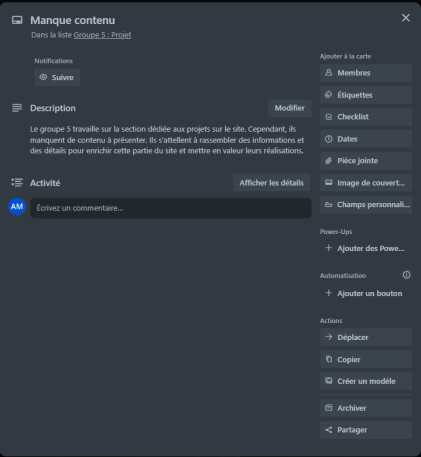 Manque contenu
Dans la liste Groupe 5 : Projet
Notifications
Suivre
Description
Modifier
Le groupe 5 travaille sur la section dédiée aux projets sur le site. Cependant, ils
manquent de contenu à présenter. Ils s'attellent à rassembler des informations et
des détails pour enrichir cette partie du site et mettre en valeur leurs réalisations.
Activité
Afficher les détails
AM
Écrivez un commentaire...
Ajouter à la carte
Membres
Étiquettes
Checklist
Dates
Pièce jointe
Image de couvert...
Champs personnali...
Power-Ups
Ajouter des Powe...
Automatisation
Ajouter un bouton
Actions
Déplacer
Copier
Créer un modèle
Archiver
Partager